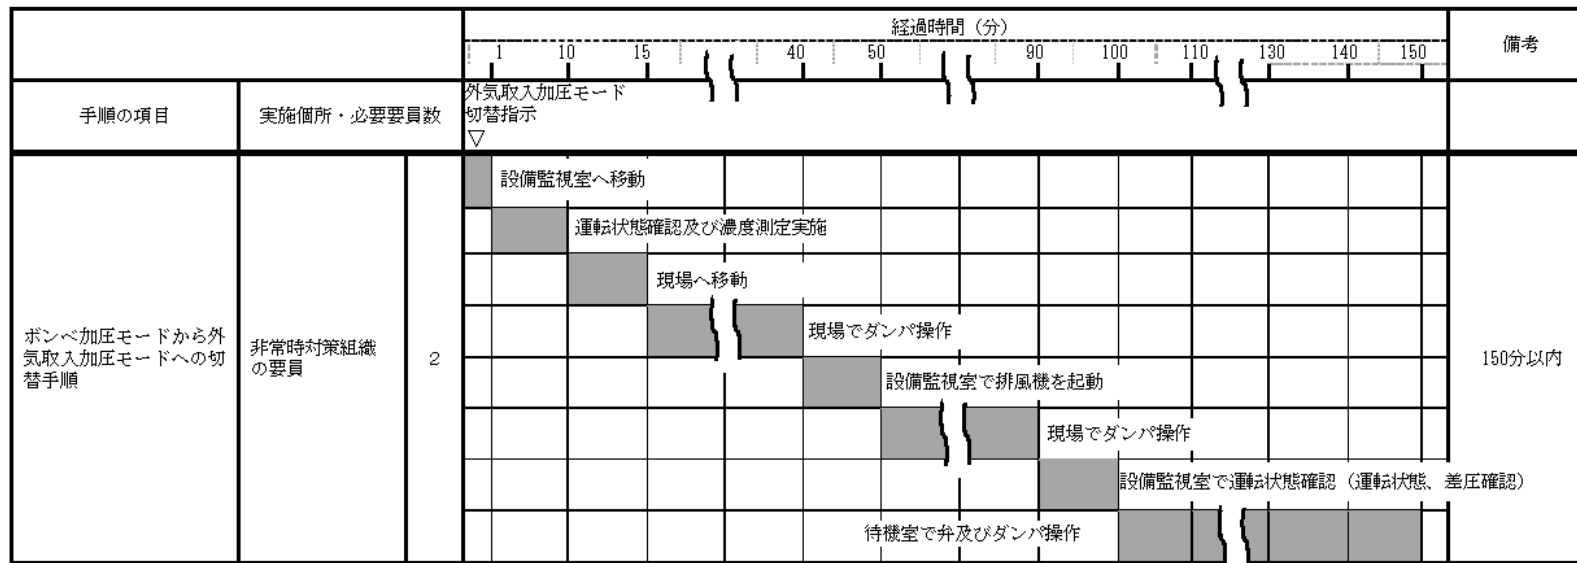 経過時間（分）
備考
1 10 15 40 50 90 100 110 130 140 150
手順の項目
実施個所・必要要員数
外気取入加圧モード
切替指示
▽
ボンベ加圧モードから外
気取入加圧モードへの切
替手順
非常時対策組織
の要員
2
設備監視室へ移動
運転状態確認及び濃度測定実施
現場へ移動
現場でダンパ操作
設備監視室で排風機を起動
現場でダンパ操作
設備監視室で運転状態確認（運転状態、差圧確認）
待機室で弁及びダンパ操作
150分以内